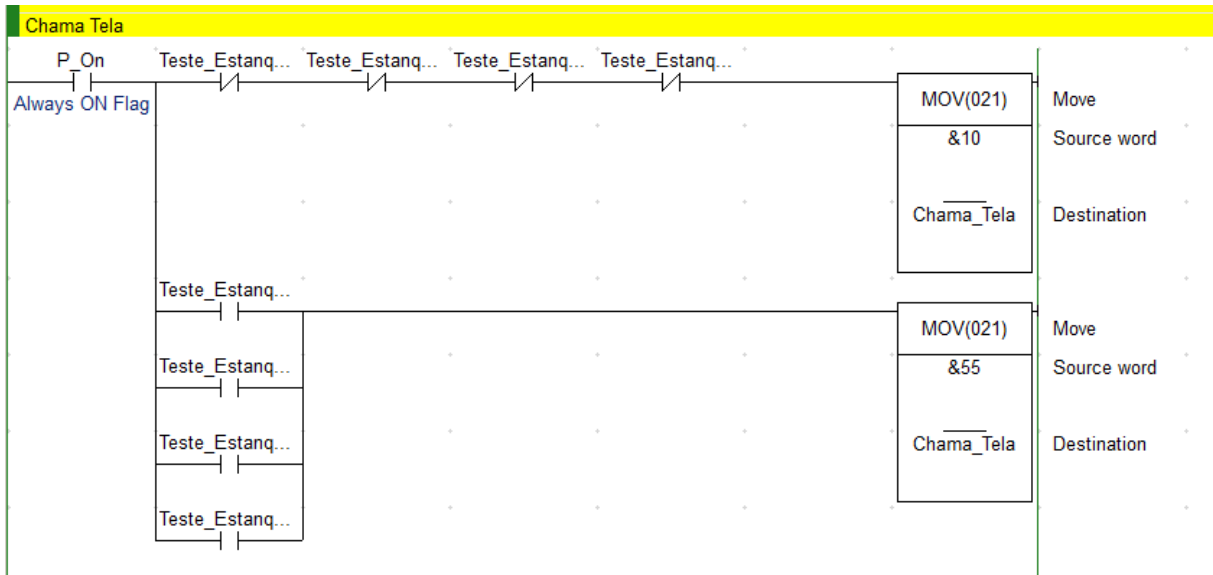 Chama Tela
P_On Teste_Estanq... Teste_Estanq... Teste_Estanq... Teste_Estanq...
Always ON Flag
MOV(021) Move
&10 Source word
Chama_Tela Destination
Teste_Estanq...
MOV(021) Move
Teste_Estanq...
&55 Source word
Teste_Estanq...
Chama_Tela Destination
Teste_Estanq...